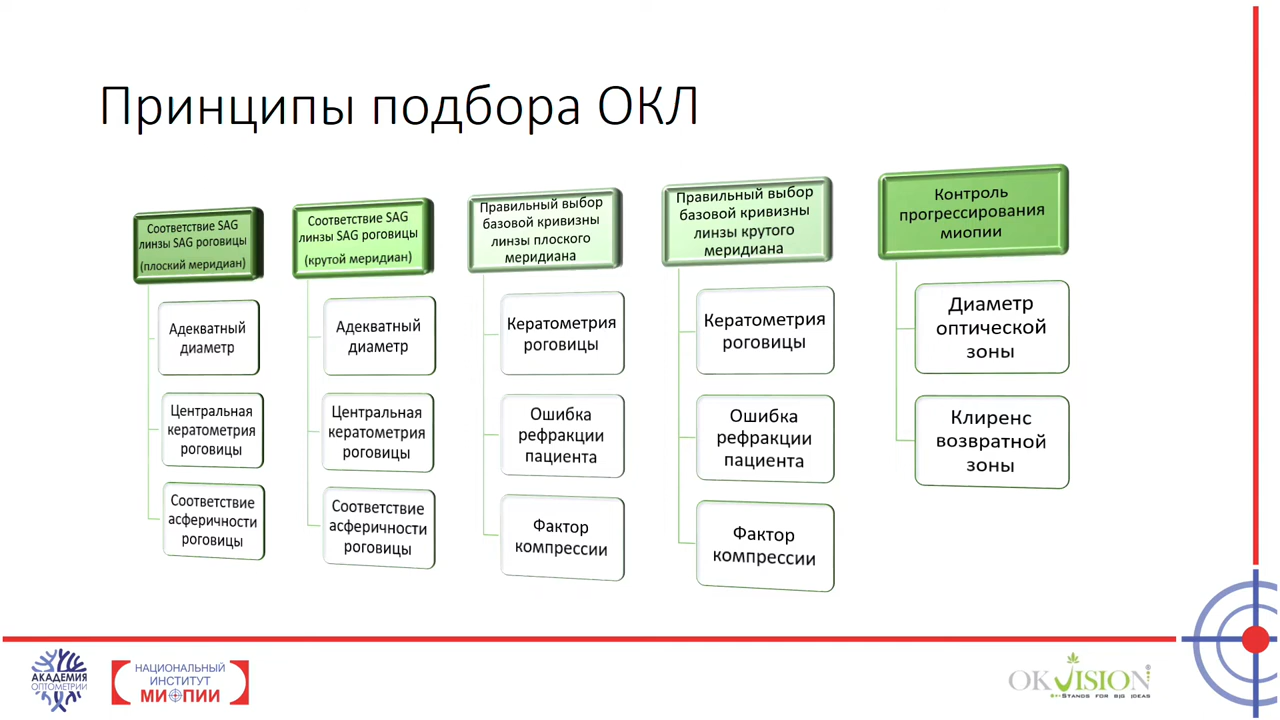 Принципы подбора ОКЛ
Соответствие SAG
линзы SAG роговицы
(плоский меридиан)
Адекватный
диаметр
Центральная
кератометрия
роговицы
Соответствие
асферичности
роговицы
Соответствие SAG
линзы SAG роговицы
(крутой меридиан)
Адекватный
диаметр
Центральная
кератометрия
роговицы
Соответствие
асферичности
роговицы
Правильный выбор
базовой кривизны
линзы плоского
меридиана
Кератометрия
роговицы
Ошибка
рефракции
пациента
Фактор
компрессии
Правильный выбор
базовой кривизны
линзы крутого
меридиана
Кератометрия
роговицы
Ошибка
рефракции
пациента
Фактор
компрессии
Контроль
прогрессирования
миопии
Диаметр
оптической
зоны
Клиренс
возвратной
зоны
АКАДЕМИЯ
ОПТОМЕТРИИ
НАЦИОНАЛЬНЫЙ
ИНСТИТУТ
МИОПИИ
OKVISION
STANDS FOR BIG IDEAS